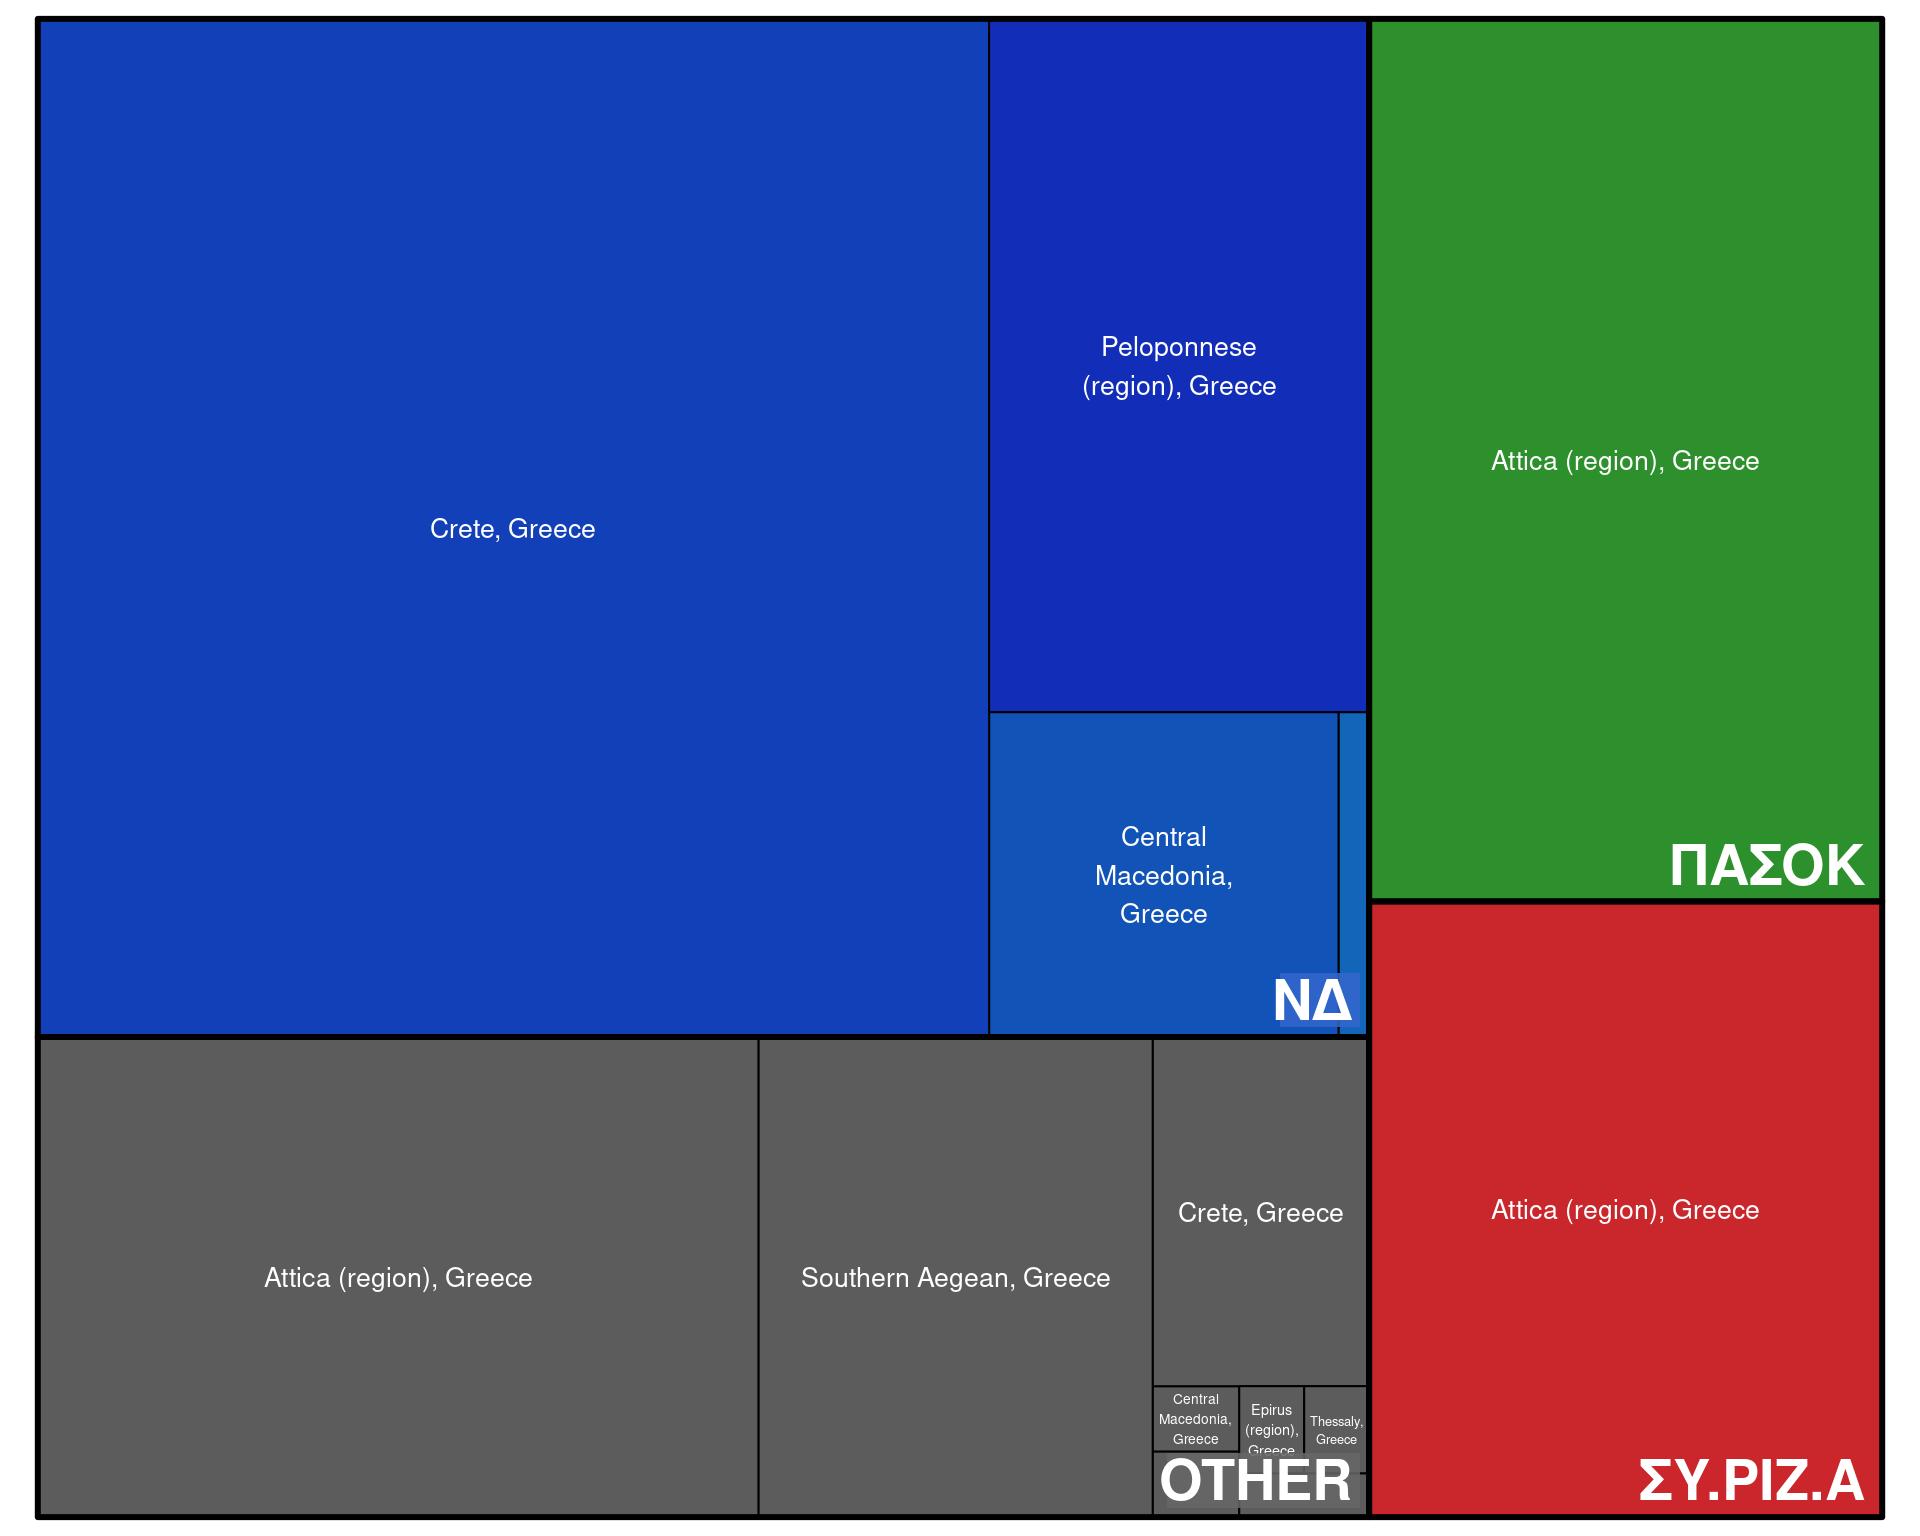 Crete, Greece
Peloponnese
(region), Greece
Central
Macedonia,
Greece
ΝΔ
Attica (region), Greece
ΠΑΣΟΚ
Attica (region), Greece
Southern Aegean, Greece
Crete, Greece
Central
Macedonia,
Greece
Epirus
(region),
Greece
Thessaly,
Greece
OTHER
Attica (region), Greece
ΣΥ.ΡΙΖ.Α